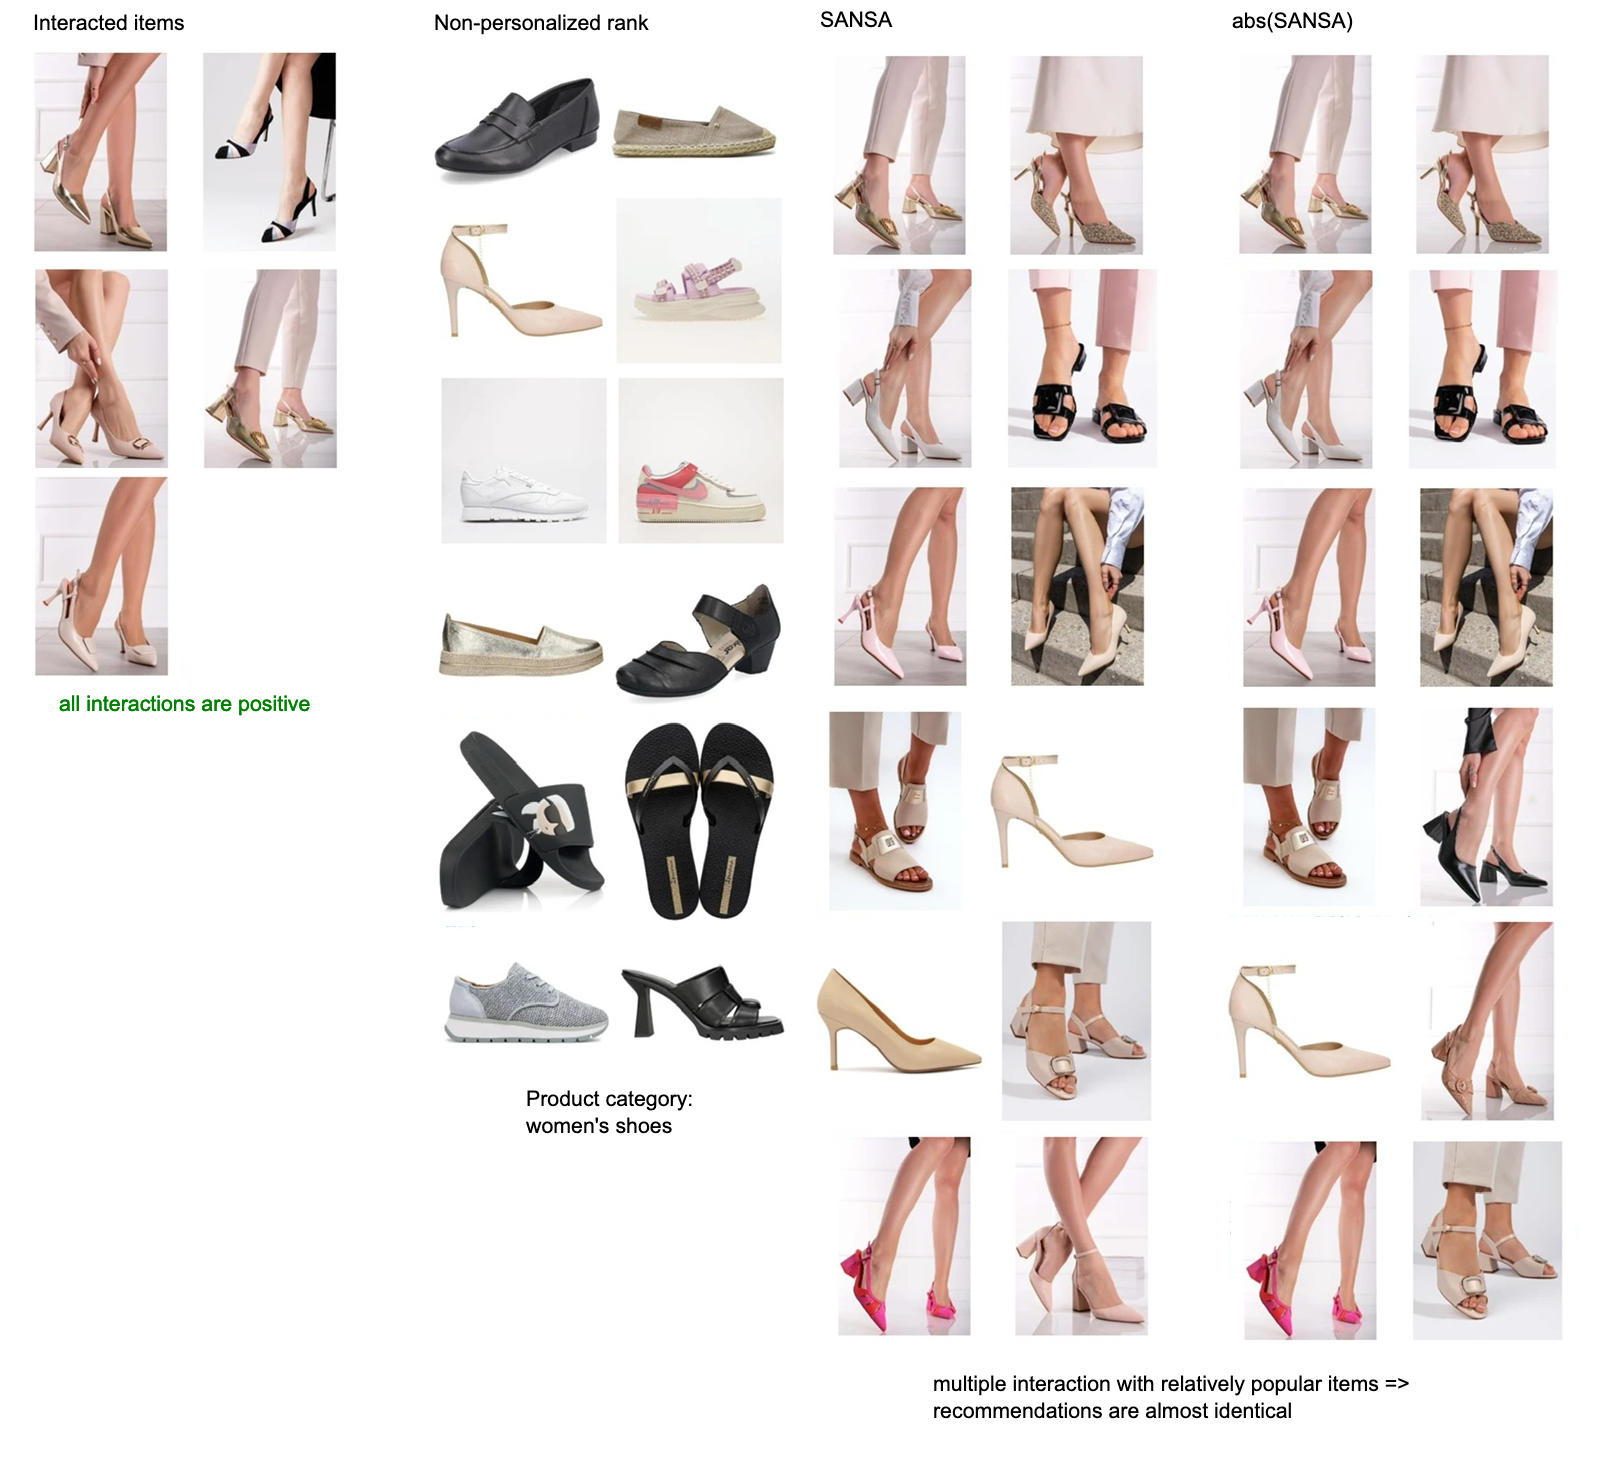 Interacted items
Non-personalized rank
SANSA
abs(SANSA)
all interactions are positive
Product category:
women's shoes
multiple interaction with relatively popular items =>
recommendations are almost identical